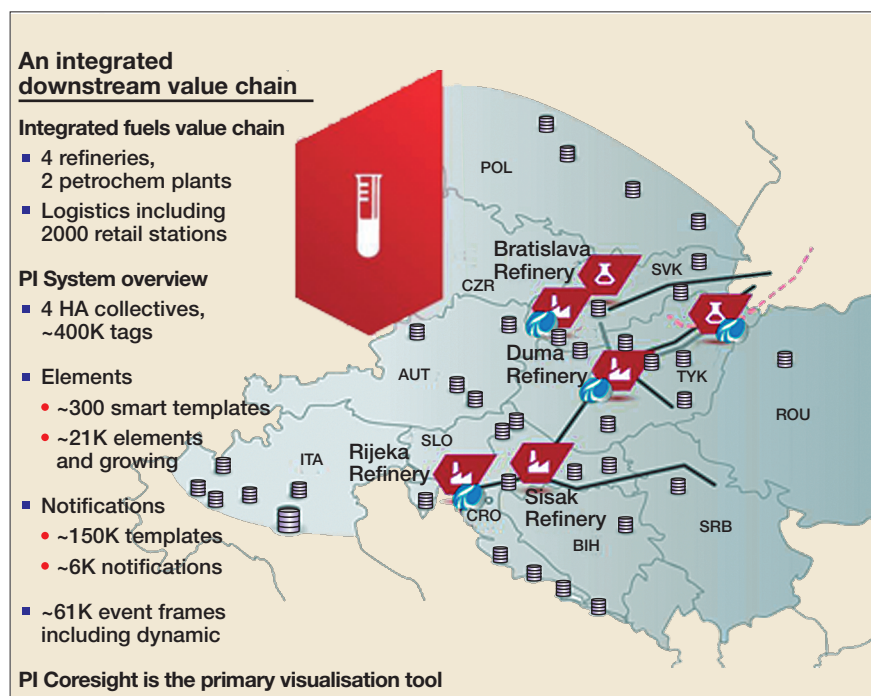 An integrated
downstream value chain
Integrated fuels value chain
4 refineries,
2 petrochem plants
Logistics including
2000 retail stations
PI System overview
4 HA collectives,
~400K tags
Elements
~300 smart templates
~21K elements
and growing
Notifications
~150K templates
~6K notifications
~61K event frames
including dynamic
PI Coresight is the primary visualisation tool
POL
Bratislava
Refinery
SVK
CZR
Duma
Refinery
AUT
TYK
ROU
SLO
Rijeka
Refinery
ITA
Sisak
Refinery
CRO
SRB
BIH